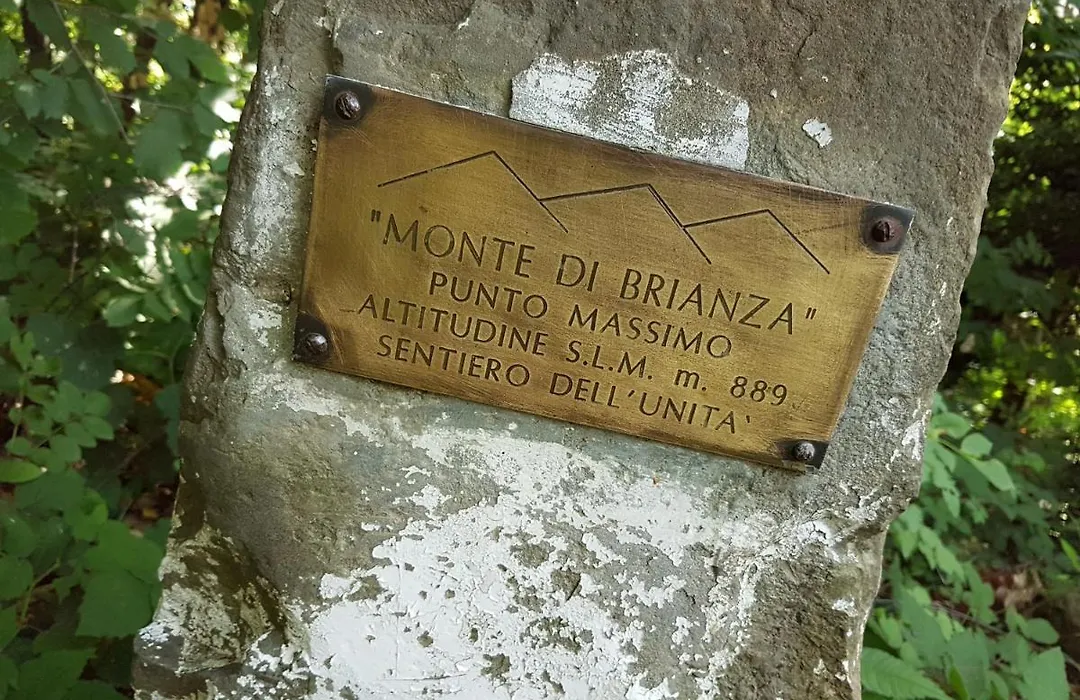 "MONTE DI BRIANZA"
PUNTO MASSIMO
ALTITUDINE S.L.M. m. 889
SENTIERO DELL'UNITA`